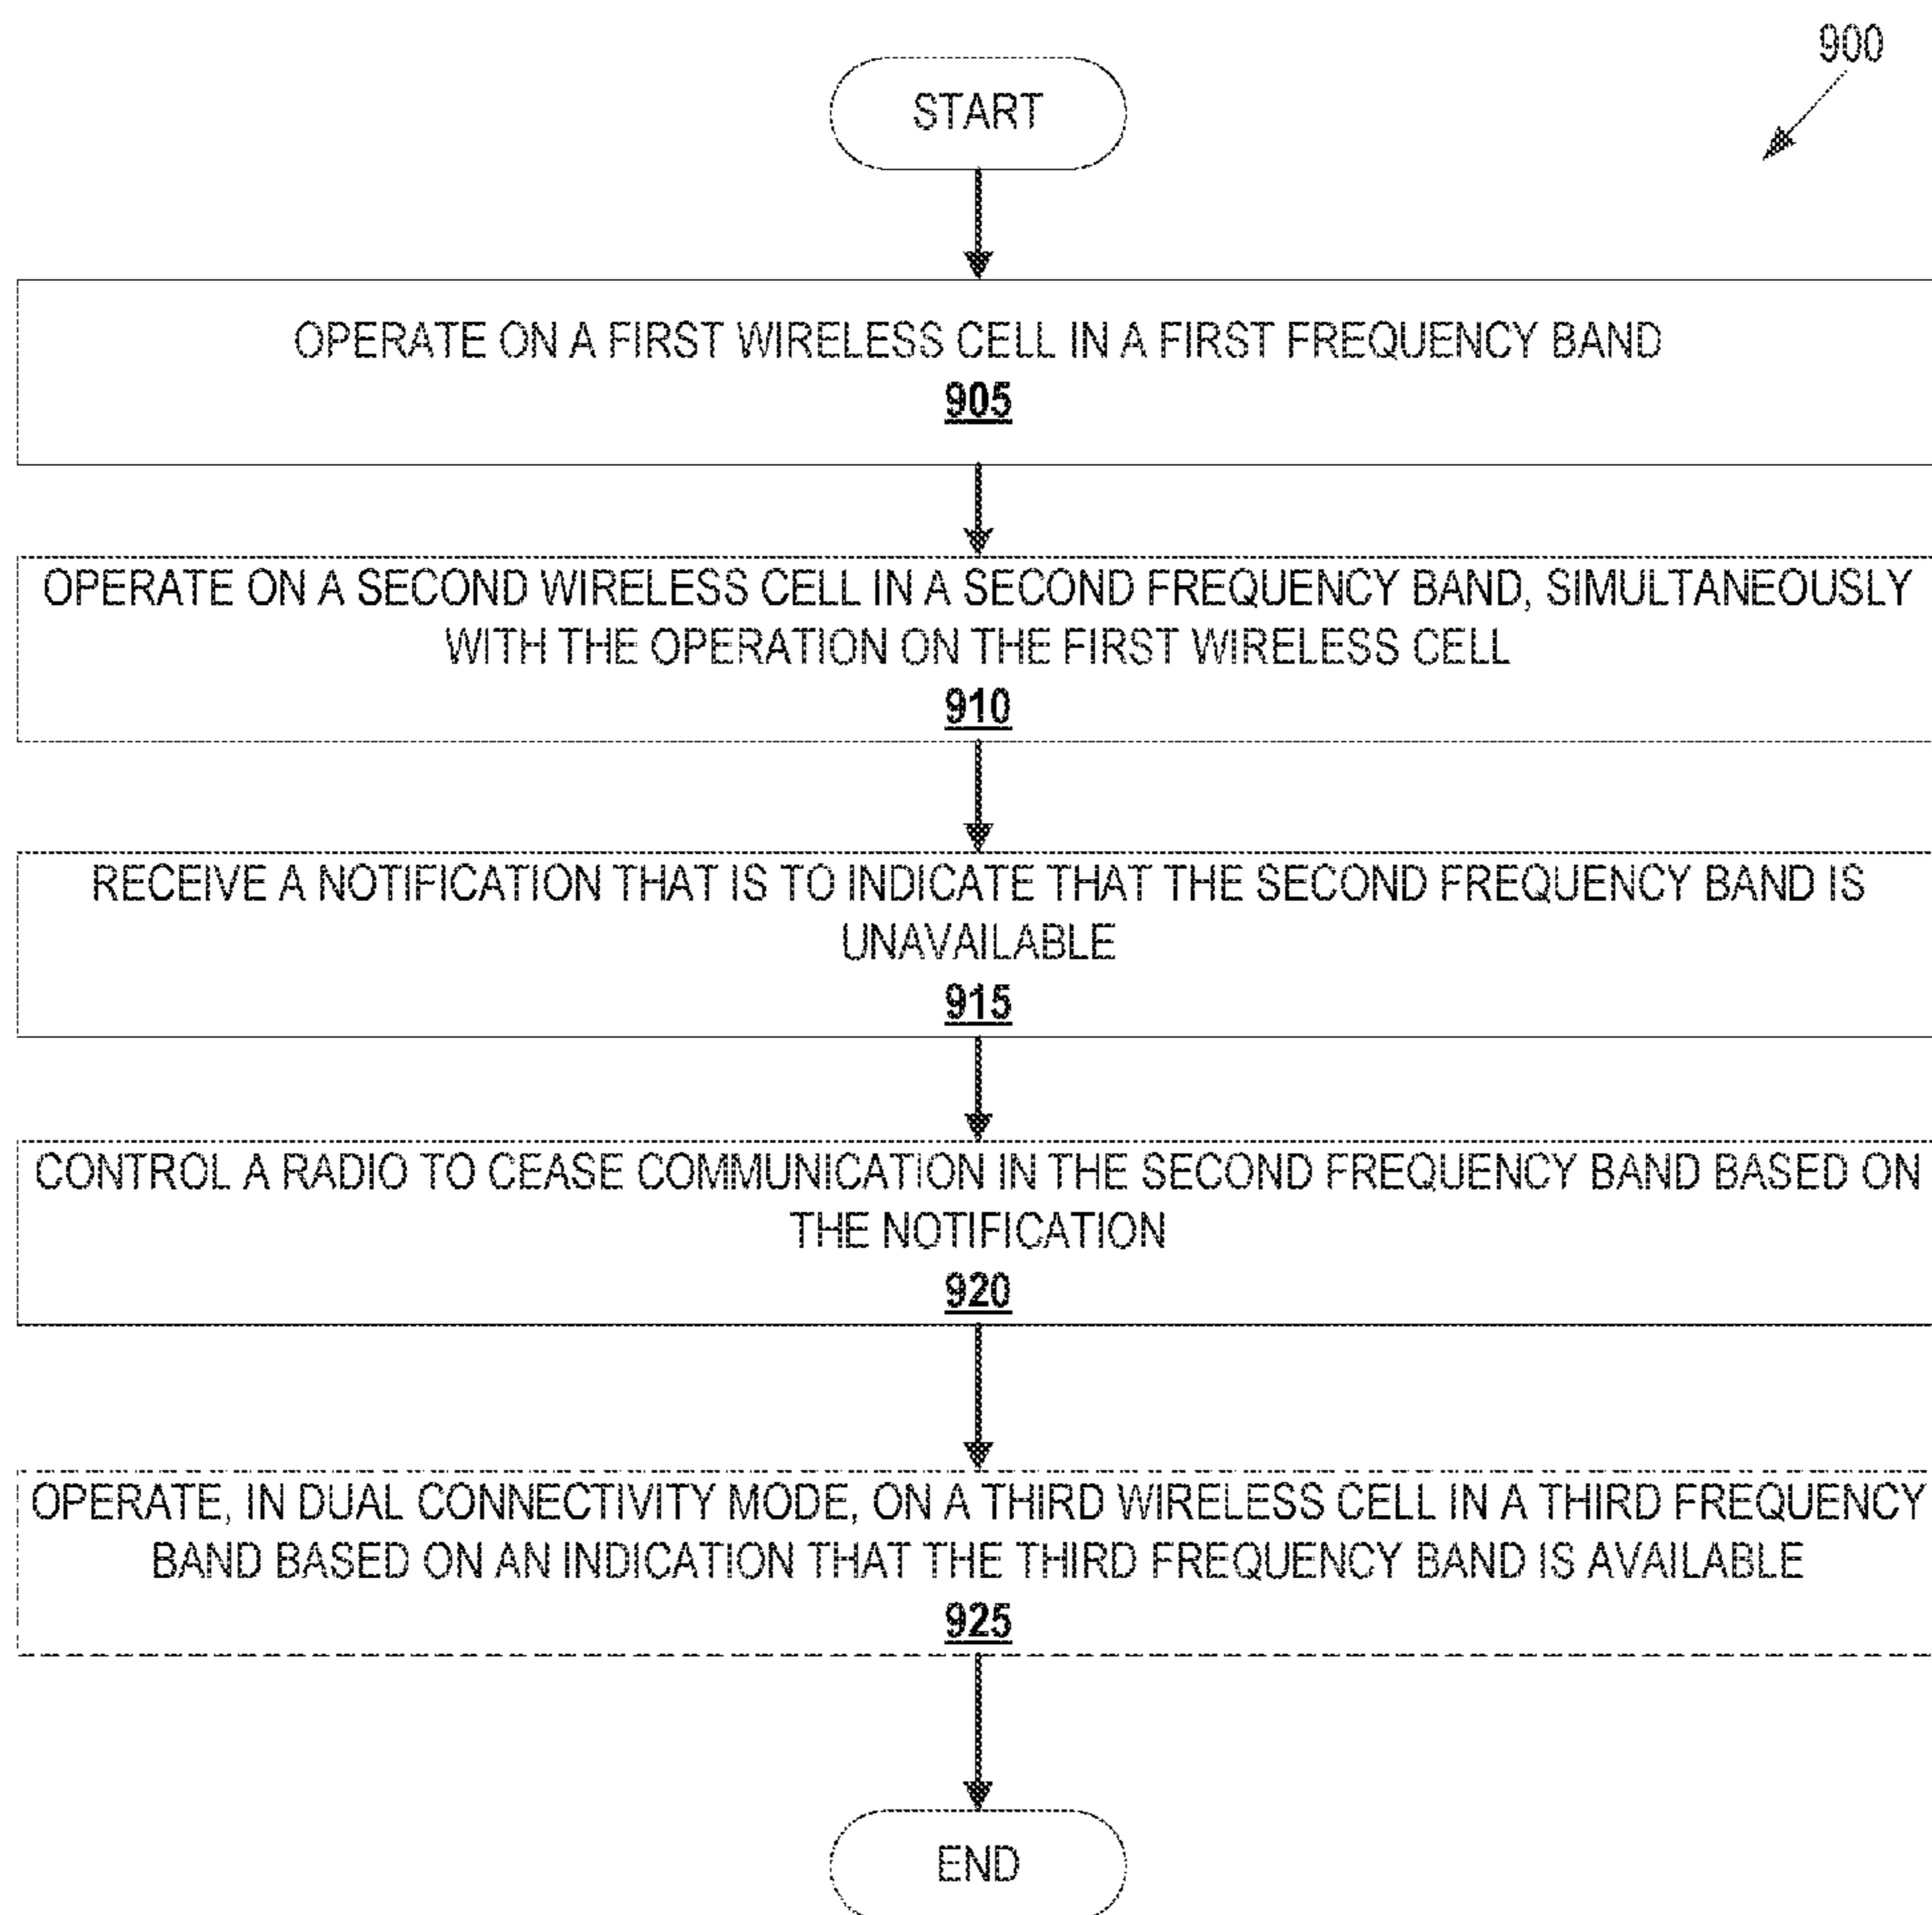 900
START
OPERATE ON A FIRST WIRELESS CELL IN A FIRST FREQUENCY BAND
905
OPERATE ON A SECOND WIRELESS CELL IN A SECOND FREQUENCY BAND, SIMULTANEOUSLY
WITH THE OPERATION ON THE FIRST WIRELESS CELL
910
RECEIVE A NOTIFICATION THAT IS TO INDICATE THAT THE SECOND FREQUENCY BAND IS
UNAVAILABLE
915
CONTROL A RADIO TO CEASE COMMUNICATION IN THE SECOND FREQUENCY BAND BASED ON
THE NOTIFICATION
920
OPERATE, IN DUAL CONNECTIVITY MODE, ON A THIRD WIRELESS CELL IN A THIRD FREQUENCY
BAND BASED ON AN INDICATION THAT THE THIRD FREQUENCY BAND IS AVAILABLE
925
END